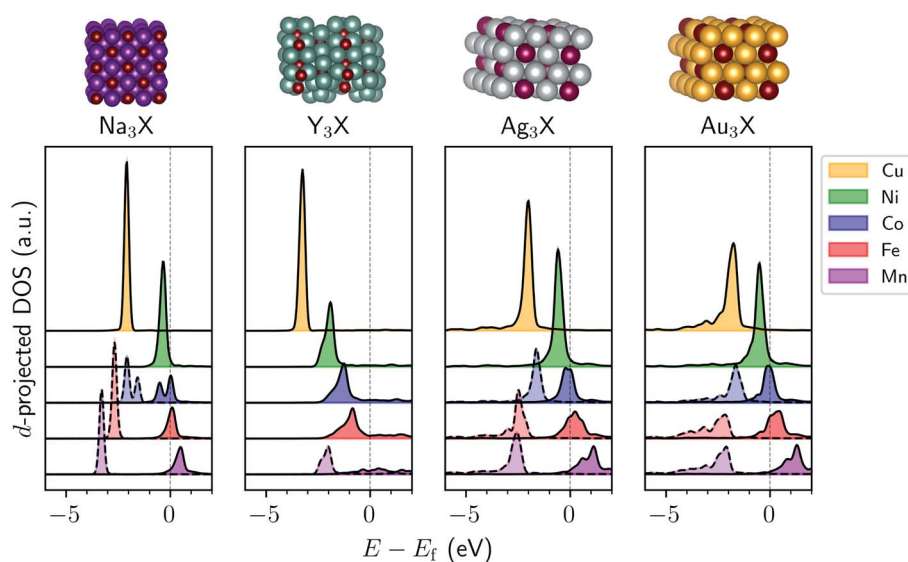 Na₃X Y₃X Ag₃X Au₃X
d-projected DOS (a.u.)
Cu
Ni
Co
Fe
Mn
−5 0 −5 0 −5 0 −5 0
E − E_f (eV)